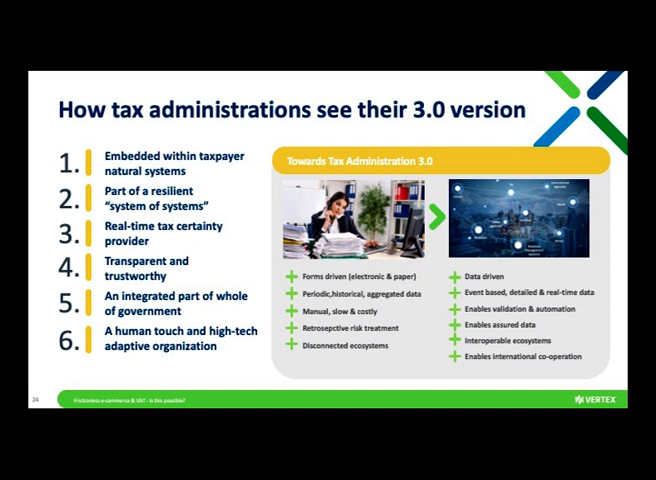 How tax administrations see their 3.0 version
1. Embedded within taxpayer
natural systems
2. Part of a resilient
"system of systems"
3. Real-time tax certainty
provider
4. Transparent and
trustworthy
5. An integrated part of whole
of government
6. A human touch and high-tech
adaptive organization
Towards Tax Administration 3.0
Forms driven (electronic & paper)
Periodic,historical, aggregated data
Manual, slow & costly
Retrosepctive risk treatment
Disconnected ecosystems
Data driven
Event based, detailed & real-time data
Enables validation & automation
Enables assured data
Interoperable ecosystems
Enables international co-operation
24
Frictionless e-commerce & VAT - Is this possible?
VERTEX